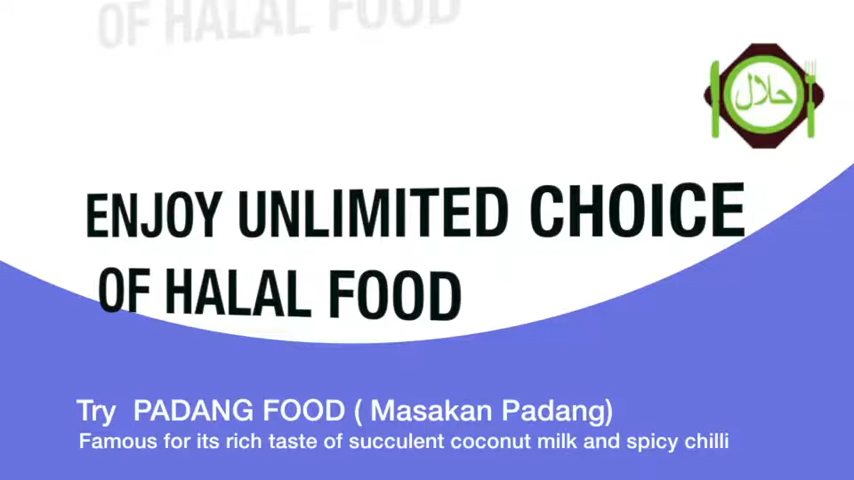 OF HALAL FOOD
حلال
ENJOY UNLIMITED CHOICE
OF HALAL FOOD
Try PADANG FOOD ( Masakan Padang)
Famous for its rich taste of succulent coconut milk and spicy chilli